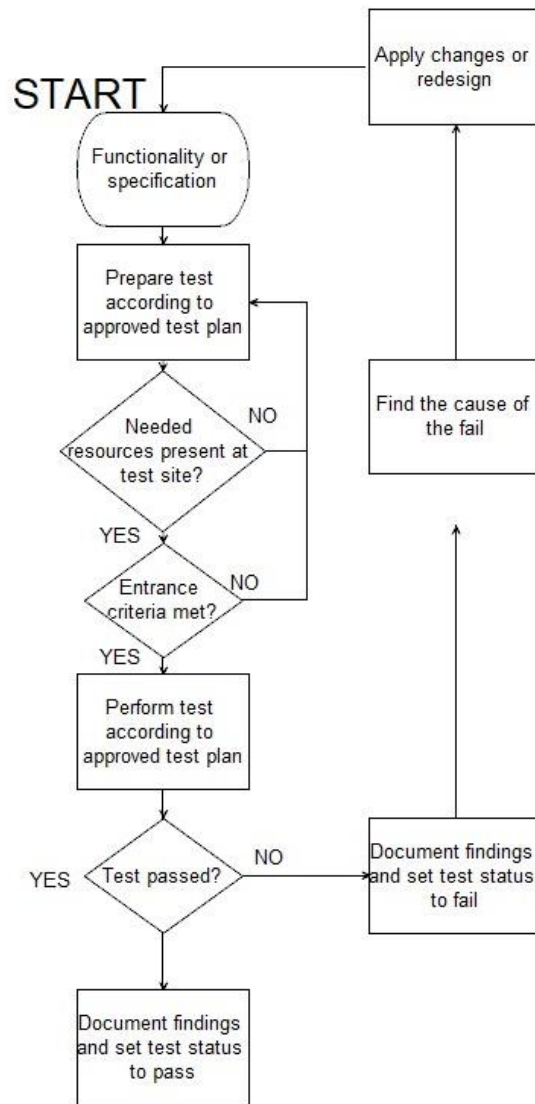 START
Functionality or
specification
Prepare test
according to
approved test plan
Needed
resources present at
test site?
NO
YES
Entrance
criteria met?
NO
YES
Perform test
according to
approved test plan
Test passed?
YES
NO
Document findings
and set test status
to pass
Document findings
and set test status
to fail
Find the cause of
the fail
Apply changes or
redesign